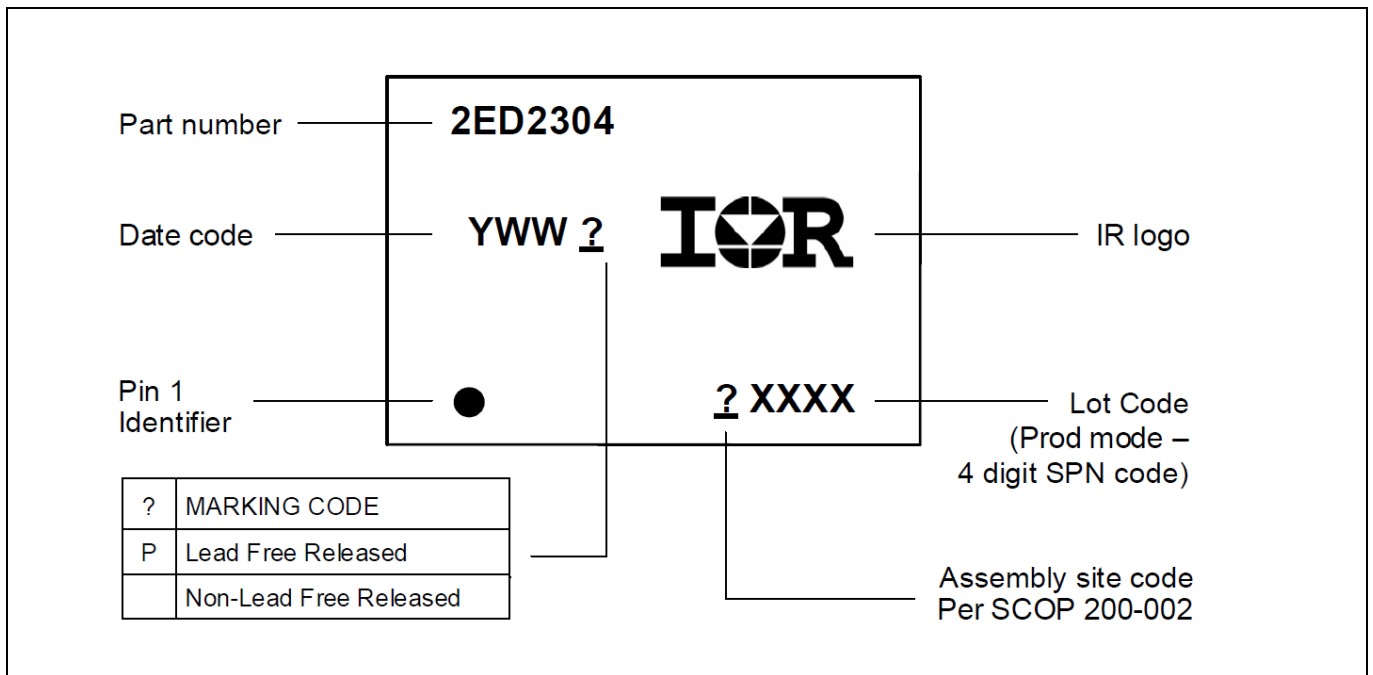 Part number
2ED2304
Date code
YWW ?
IOR
IR logo
Pin 1
Identifier
? XXXX
Lot Code
(Prod mode –
4 digit SPN code)
? MARKING CODE
P Lead Free Released
Non-Lead Free Released
Assembly site code
Per SCOP 200-002